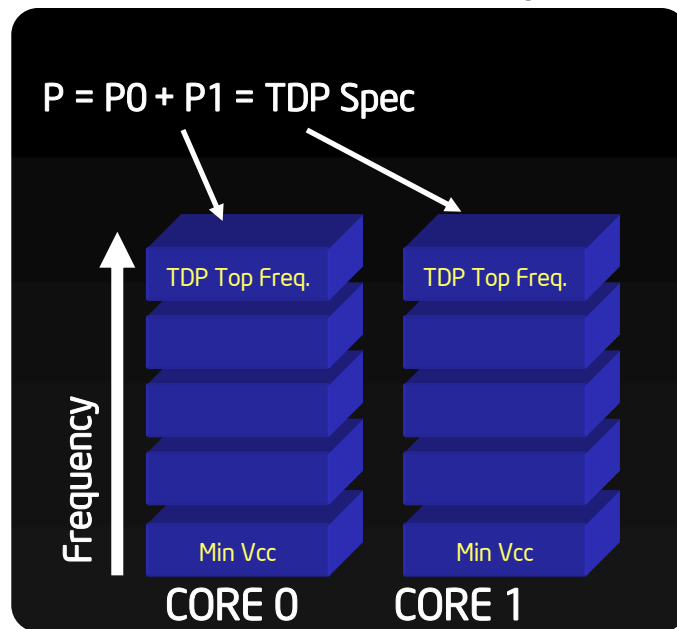 P = P0 + P1 = TDP Spec
TDP Top Freq.
TDP Top Freq.
Frequency
Min Vcc
Min Vcc
CORE 0
CORE 1